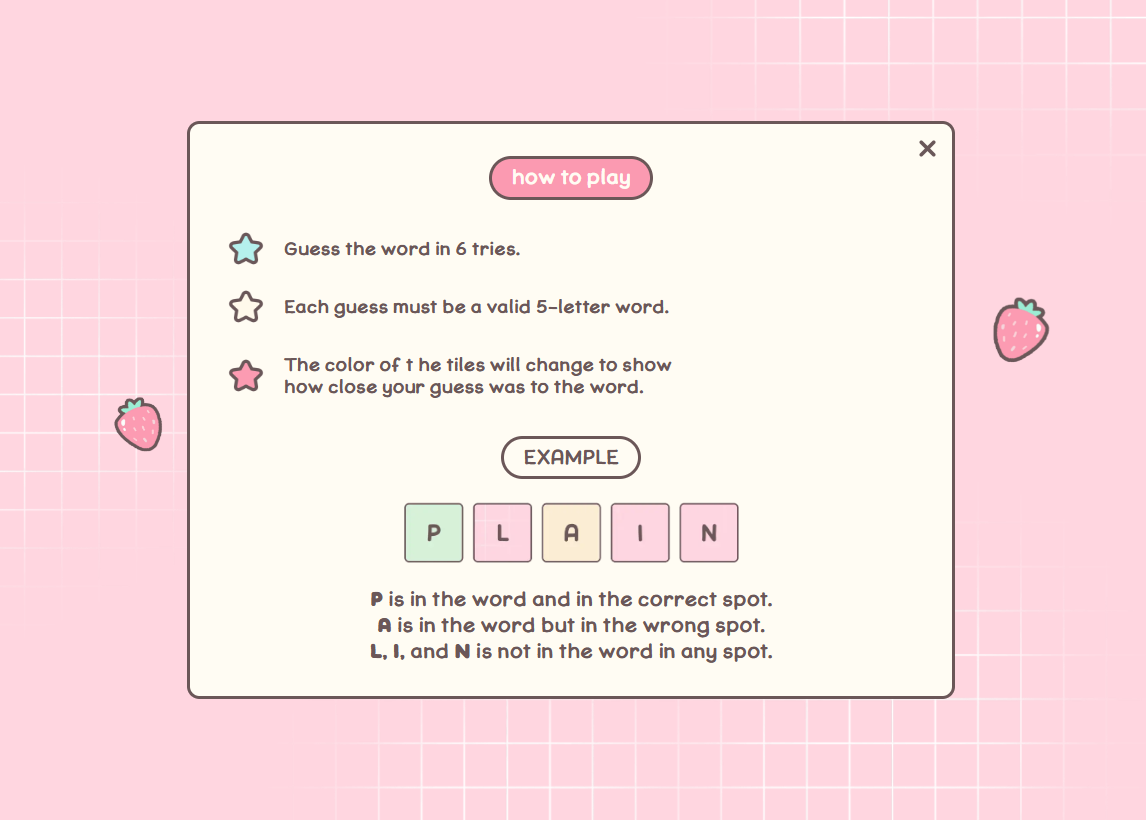 how to play
Guess the word in 6 tries.
Each guess must be a valid 5-letter word.
The color of t he tiles will change to show
how close your guess was to the word.
EXAMPLE
P L A I N
P is in the word and in the correct spot.
A is in the word but in the wrong spot.
L, I, and N is not in the word in any spot.